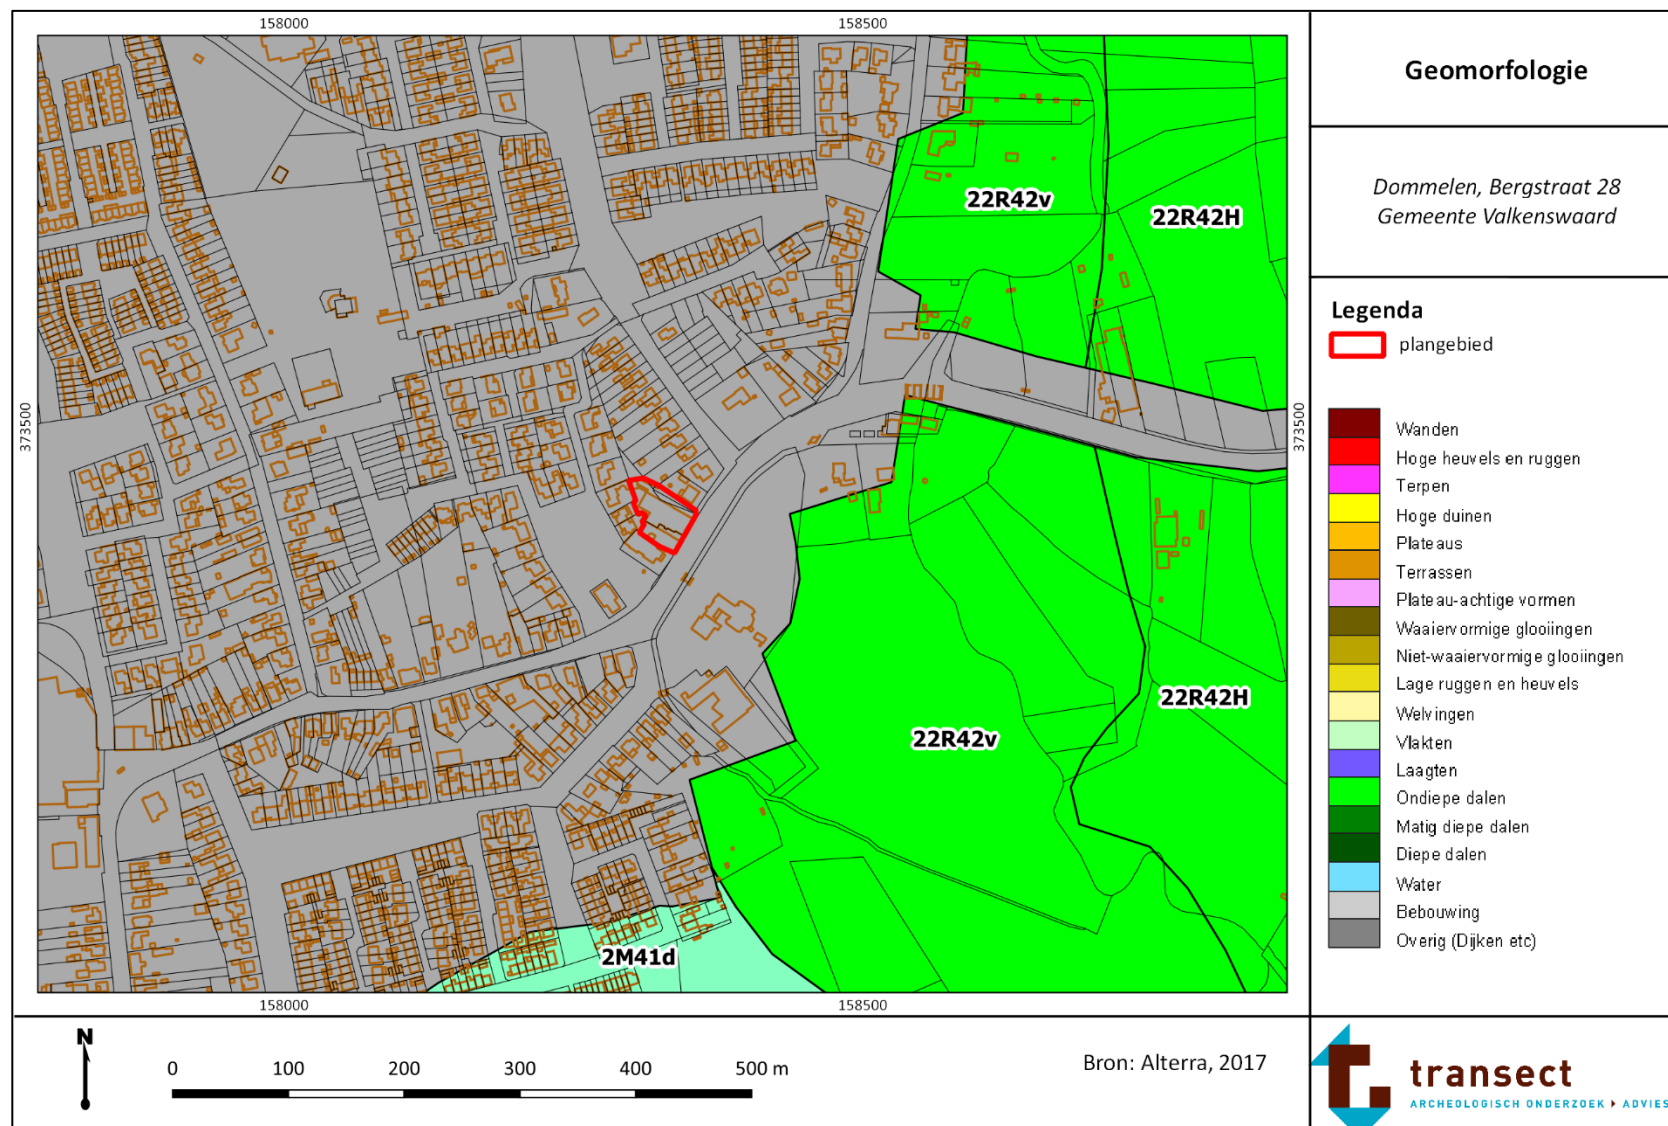 158000
158500
373500
373500
22R42v
22R42H
22R42H
22R42v
2M41d
158000
158500
Geomorfologie
Dommelen, Bergstraat 28
Gemeente Valkenswaard
Legenda
plangebied
Wanden
Hoge heuvels en ruggen
Terpen
Hoge duinen
Plateaus
Terrassen
Plateau-achtige vormen
Waaiervormige glooiingen
Niet-waaiervormige glooiingen
Lage ruggen en heuvels
Welvingen
Vlakten
Laagten
Ondiepe dalen
Matig diepe dalen
Diepe dalen
Water
Bebouwing
Overig (Dijken etc)
N
0 100 200 300 400 500 m
Bron: Alterra, 2017
transect
ARCHEOLOGISCH ONDERZOEK ▸ ADVIES